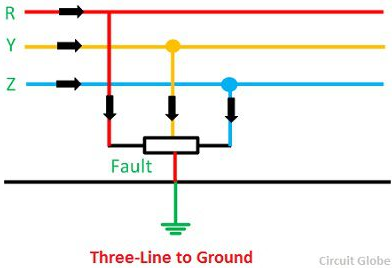 R
Y
Z
Fault
Three-Line to Ground
Circuit Globe